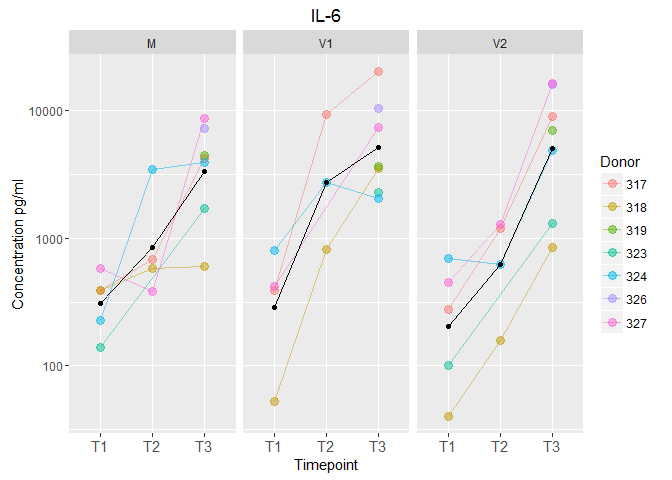 IL-6
M V1 V2
Concentration pg/ml
10000
1000
100
T1 T2 T3 T1 T2 T3 T1 T2 T3
Timepoint
Donor
317
318
319
323
324
326
327